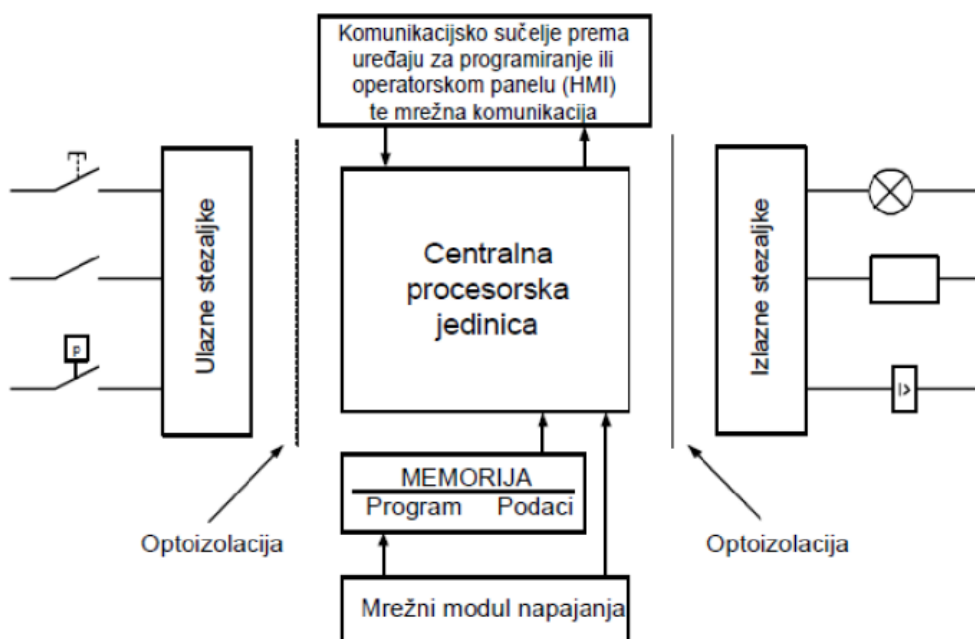 Komunikacijsko sučelje prema
uređaju za programiranje ili
operatorskom panelu (HMI)
te mrežna komunikacija
Ulazne stezaljke
Centralna
procesorska
jedinica
Izlazne stezaljke
p
I>
MEMORIJA
Program Podaci
Optoizolacija
Optoizolacija
Mrežni modul napajanja